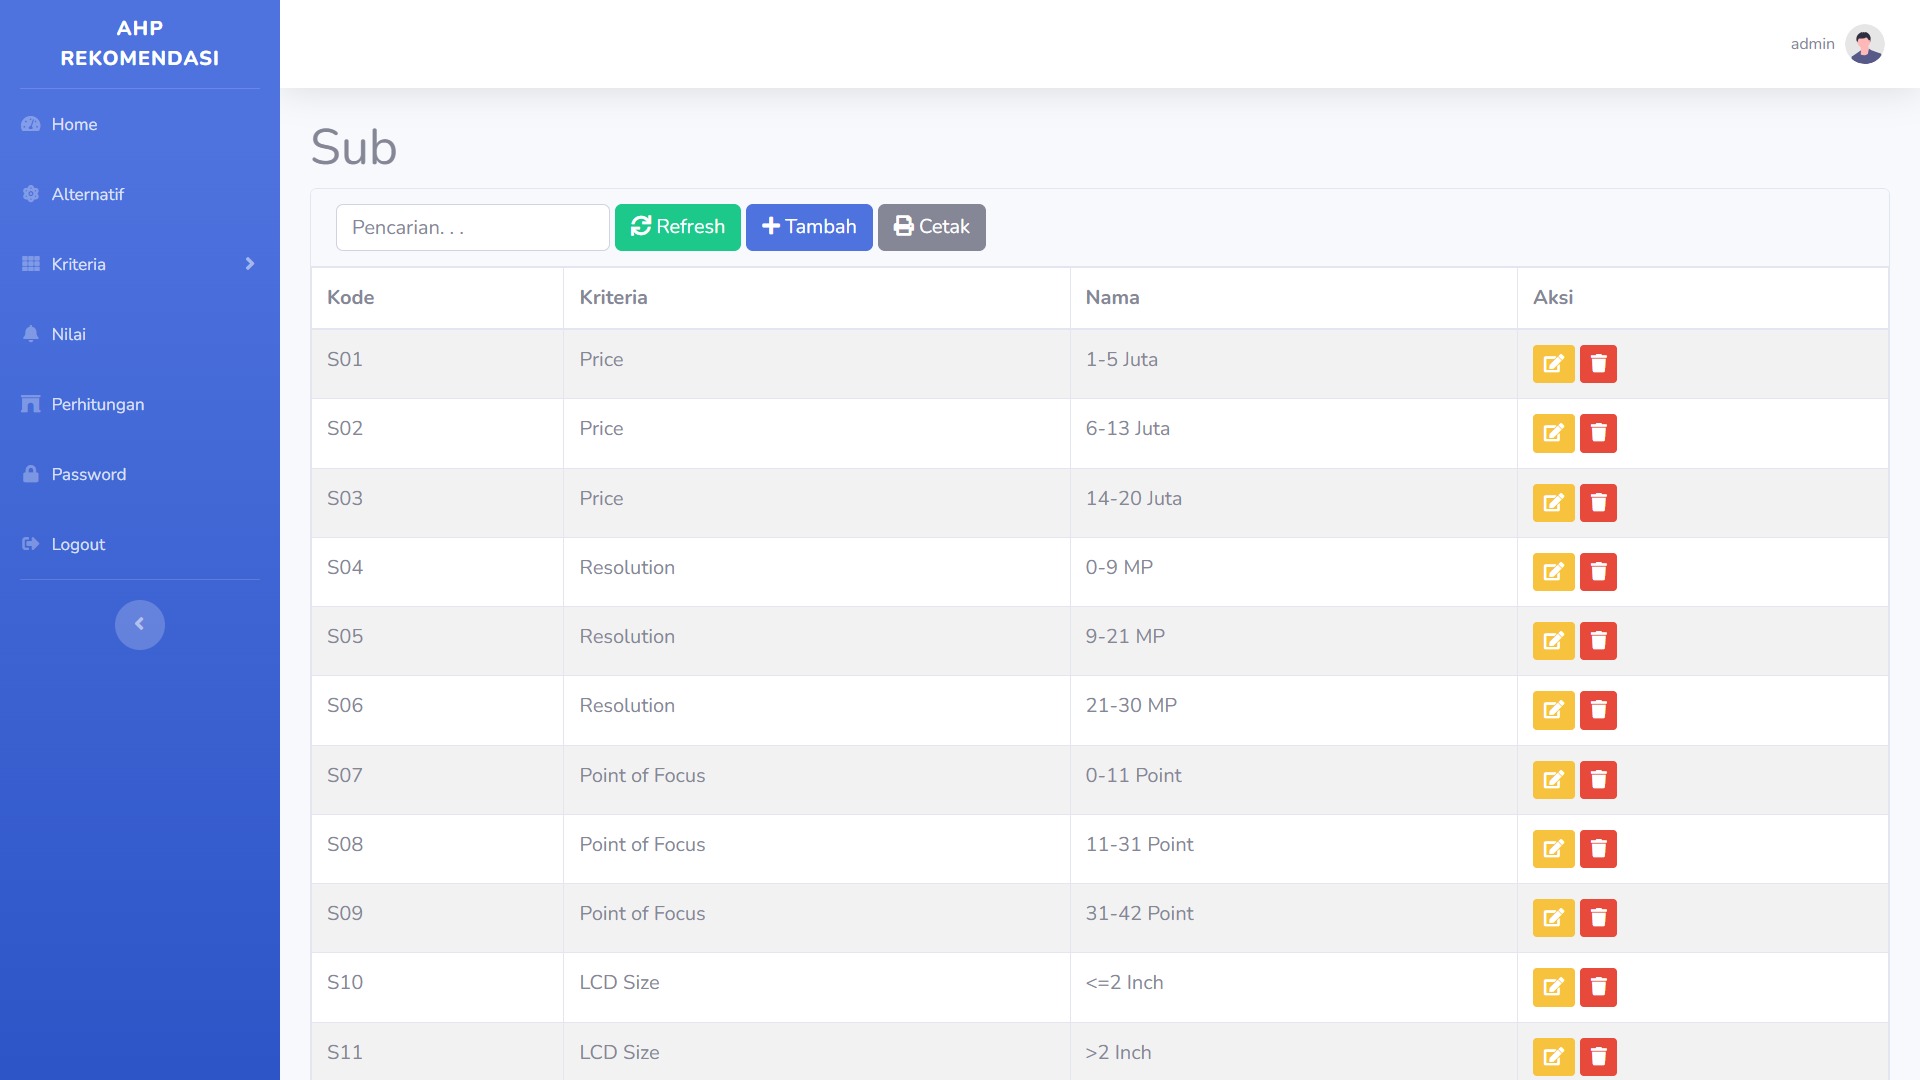 AHP
REKOMENDASI
Home
Alternatif
Kriteria
Nilai
Perhitungan
Password
Logout
admin
Sub
Pencarian. . .
Refresh
Tambah
Cetak
Kode Kriteria Nama Aksi
S01 Price 1-5 Juta
S02 Price 6-13 Juta
S03 Price 14-20 Juta
S04 Resolution 0-9 MP
S05 Resolution 9-21 MP
S06 Resolution 21-30 MP
S07 Point of Focus 0-11 Point
S08 Point of Focus 11-31 Point
S09 Point of Focus 31-42 Point
S10 LCD Size <=2 Inch
S11 LCD Size >2 Inch